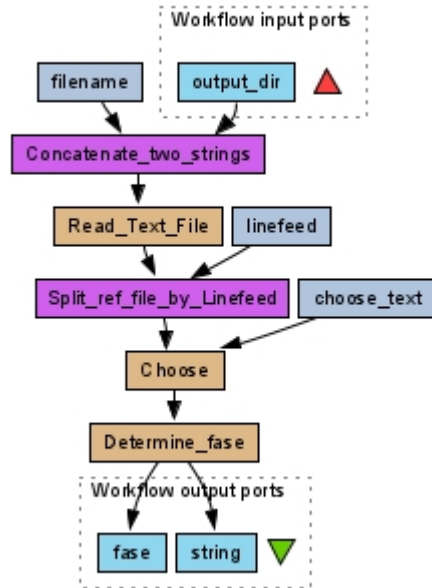 Workflow input ports
filename
output_dir
Concatenate_two_strings
Read_Text_File
linefeed
Split_ref_file_by_Linefeed
choose_text
Choose
Determine_fase
Workflow output ports
fase
string